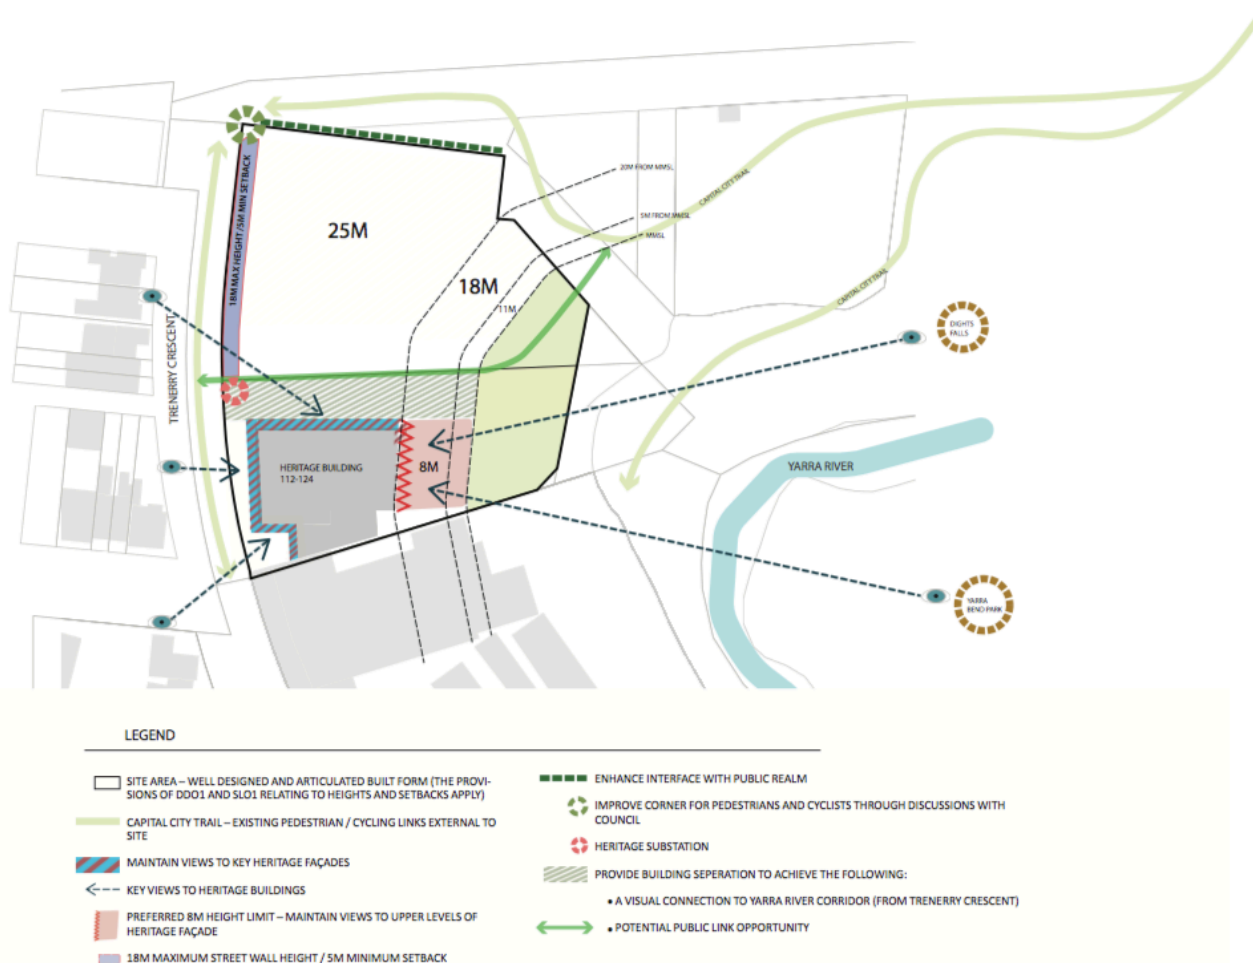 20M FROM MMSL
CAPITAL CITY TRAIL
5M FROM MMSL
MMSL
18M MAX HEIGHT /5M MIN SETBACK
25M
18M
11M
CAPITAL CITY TRAIL
TRENERRY CRESCENT
DIGHTS
FALLS
HERITAGE BUILDING
112-124
8M
YARRA RIVER
YARRA
BEND PARK
LEGEND
SITE AREA – WELL DESIGNED AND ARTICULATED BUILT FORM (THE PROVI-
SIONS OF DDO1 AND SLO1 RELATING TO HEIGHTS AND SETBACKS APPLY)
CAPITAL CITY TRAIL – EXISTING PEDESTRIAN / CYCLING LINKS EXTERNAL TO
SITE
MAINTAIN VIEWS TO KEY HERITAGE FAÇADES
KEY VIEWS TO HERITAGE BUILDINGS
PREFERRED 8M HEIGHT LIMIT – MAINTAIN VIEWS TO UPPER LEVELS OF
HERITAGE FAÇADE
18M MAXIMUM STREET WALL HEIGHT / 5M MINIMUM SETBACK
ENHANCE INTERFACE WITH PUBLIC REALM
IMPROVE CORNER FOR PEDESTRIANS AND CYCLISTS THROUGH DISCUSSIONS WITH
COUNCIL
HERITAGE SUBSTATION
PROVIDE BUILDING SEPERATION TO ACHIEVE THE FOLLOWING:
• A VISUAL CONNECTION TO YARRA RIVER CORRIDOR (FROM TRENERRY CRESCENT)
• POTENTIAL PUBLIC LINK OPPORTUNITY